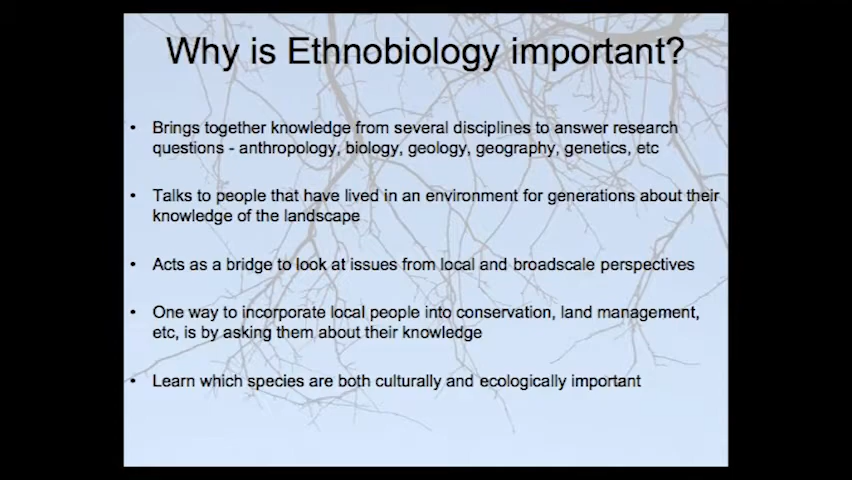 Why is Ethnobiology important?
• Brings together knowledge from several disciplines to answer research
questions - anthropology, biology, geology, geography, genetics, etc
• Talks to people that have lived in an environment for generations about their
knowledge of the landscape
• Acts as a bridge to look at issues from local and broadscale perspectives
• One way to incorporate local people into conservation, land management,
etc, is by asking them about their knowledge
• Learn which species are both culturally and ecologically important